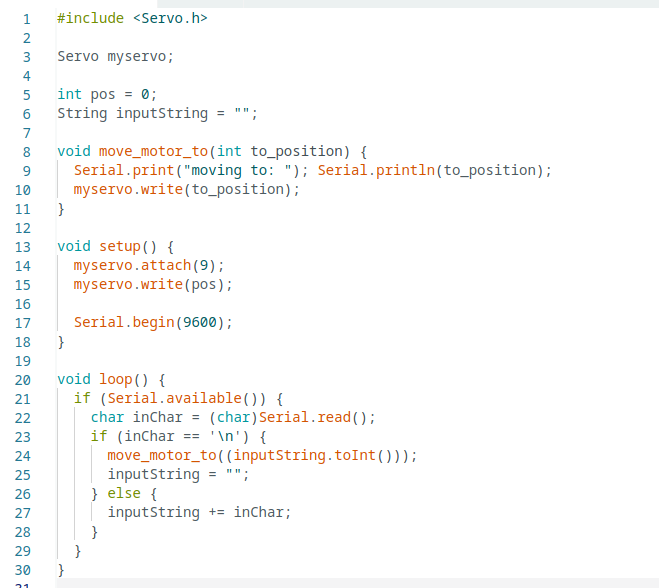 1 #include <Servo.h>
2
3 Servo myservo;
4
5 int pos = 0;
6 String inputString = "";
7
8 void move_motor_to(int to_position) {
9   Serial.print("moving to: "); Serial.println(to_position);
10   myservo.write(to_position);
11 }
12
13 void setup() {
14   myservo.attach(9);
15   myservo.write(pos);
16
17   Serial.begin(9600);
18 }
19
20 void loop() {
21   if (Serial.available()) {
22     char inChar = (char)Serial.read();
23     if (inChar == '\n') {
24       move_motor_to((inputString.toInt()));
25       inputString = "";
26     } else {
27       inputString += inChar;
28     }
29   }
30 }
31